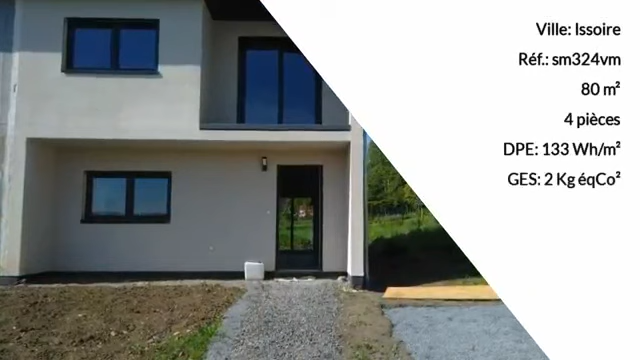 Ville: Issoire
Réf.: sm324vm
80 m²
4 pièces
DPE: 133 Wh/m²
GES: 2 Kg éqCo²